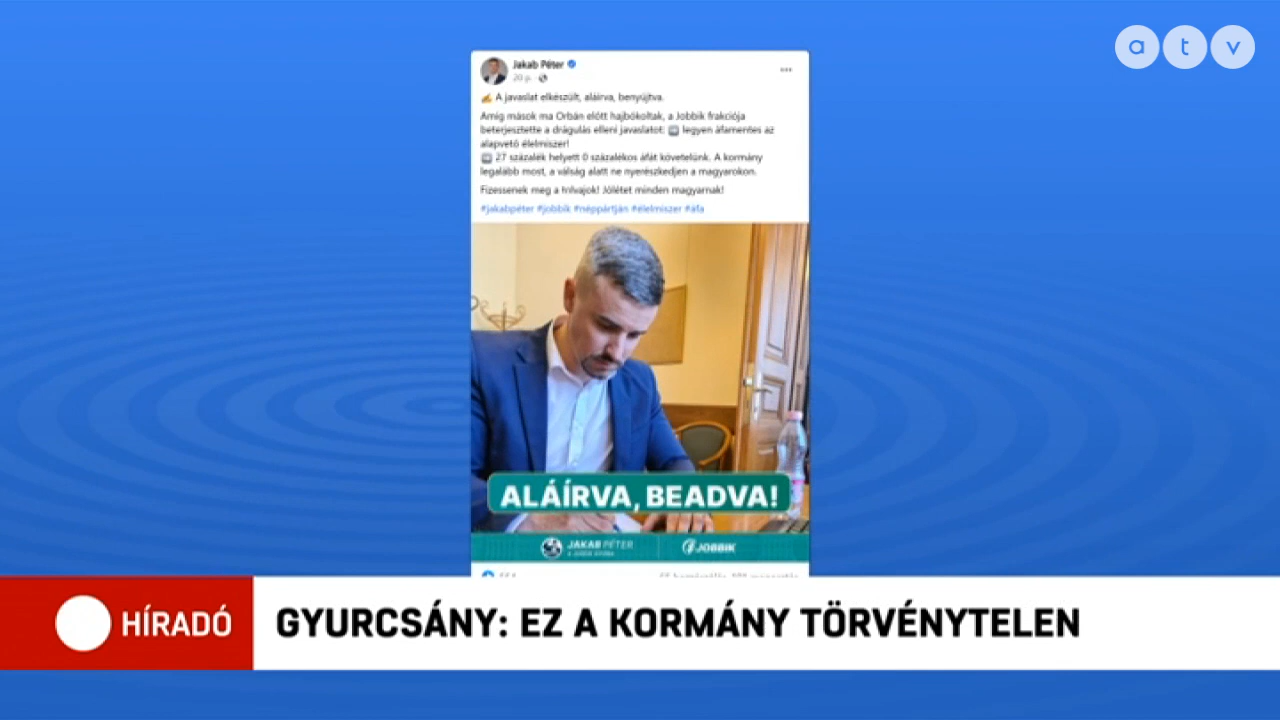 atv
Jakab Péter
20 p.
A javaslat elkészült, aláírva, benyújtva.
Amíg mások ma Orbán előtt hajbókoltak, a Jobbik frakciója
beterjesztette a drágulás elleni javaslatot: ➡️ legyen áfamentes az
alapvető élelmiszer!
➡️ 27 százalék helyett 0 százalékos áfát követelünk. A kormány
legalább most, a válság alatt ne nyerészkedjen a magyarokon.
Fizessenek meg a tolvajok! Jólétet minden magyarnak!
#jakabpéter #jobbik #néppártján #élelmiszer #áfa
ALÁÍRVA, BEADVA!
JAKAB PÉTER
JOBBIK
HÍRADÓ
GYURCSÁNY: EZ A KORMÁNY TÖRVÉNYTELEN